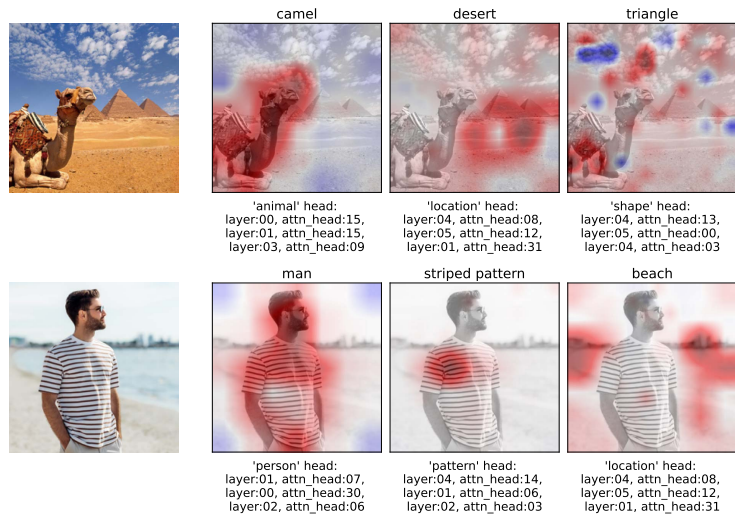 camel
desert
triangle
'animal' head:
layer:00, attn_head:15,
layer:01, attn_head:15,
layer:03, attn_head:09
'location' head:
layer:04, attn_head:08,
layer:05, attn_head:12,
layer:01, attn_head:31
'shape' head:
layer:04, attn_head:13,
layer:05, attn_head:00,
layer:04, attn_head:03
man
striped pattern
beach
'person' head:
layer:01, attn_head:07,
layer:00, attn_head:30,
layer:02, attn_head:06
'pattern' head:
layer:04, attn_head:14,
layer:01, attn_head:06,
layer:02, attn_head:03
'location' head:
layer:04, attn_head:08,
layer:05, attn_head:12,
layer:01, attn_head:31